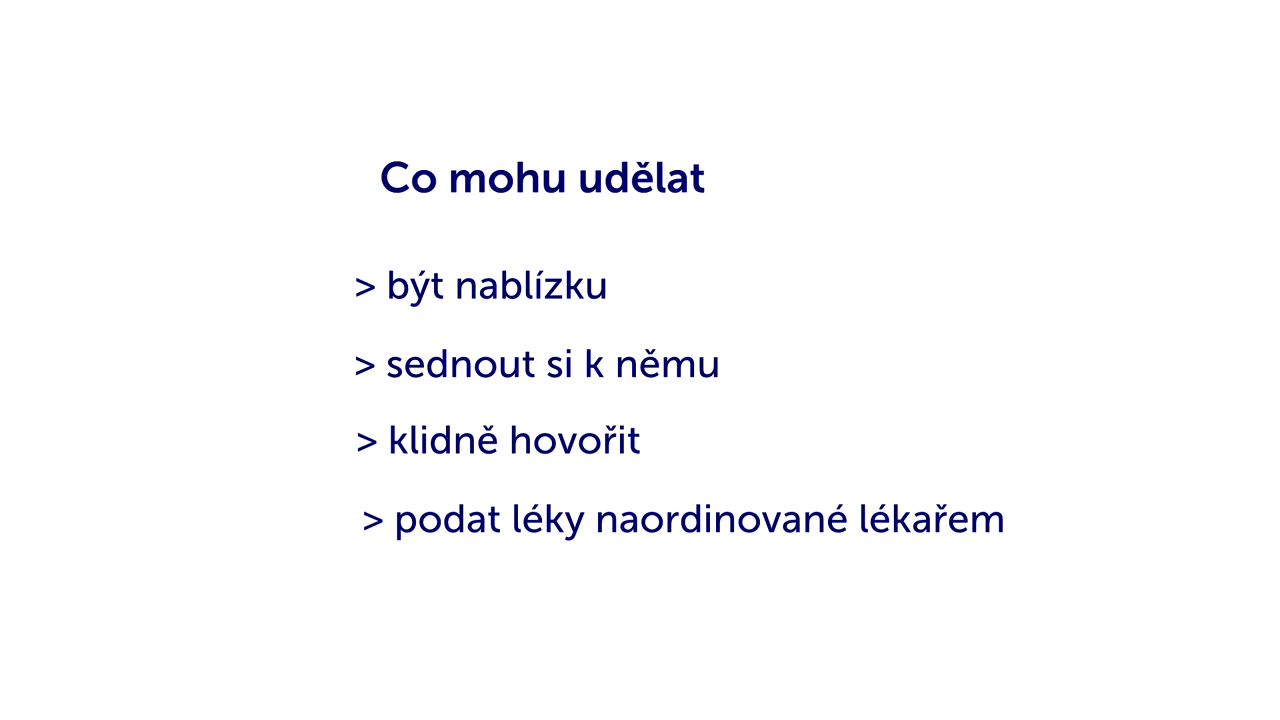 Co mohu udělat
> být nablízku
> sednout si k němu
> klidně hovořit
> podat léky naordinované lékařem